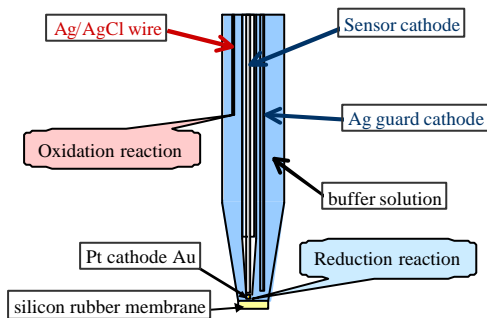 Ag/AgCl wire
Sensor cathode
Ag guard cathode
Oxidation reaction
buffer solution
Pt cathode Au
Reduction reaction
silicon rubber membrane